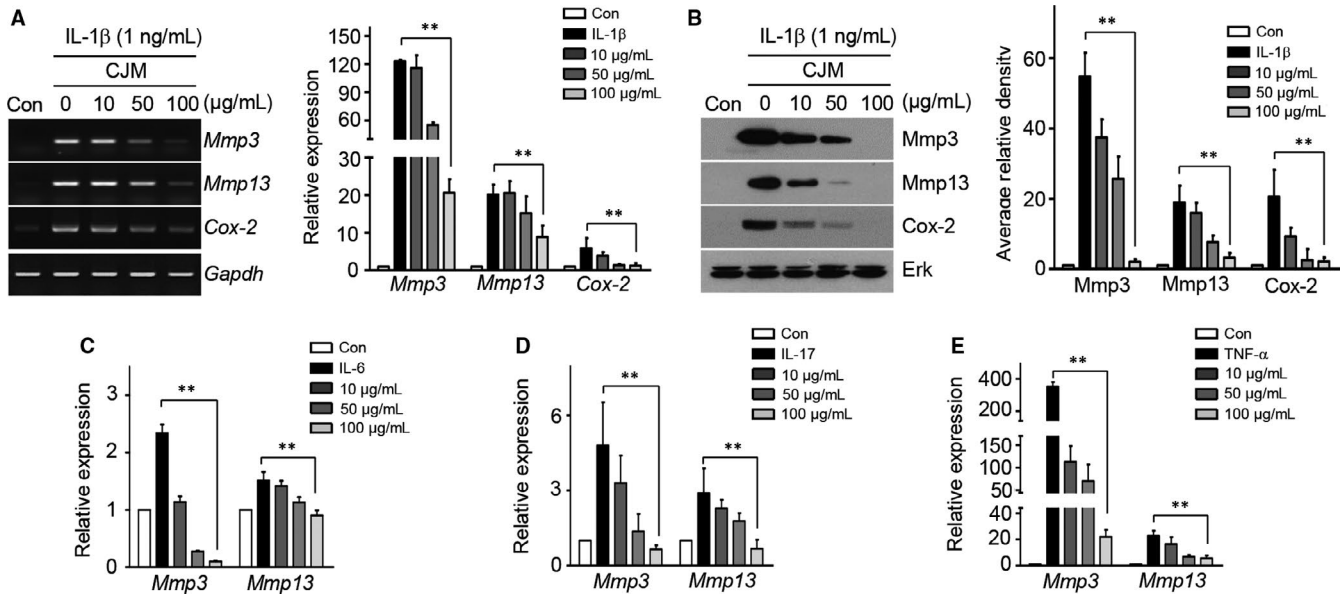 A
IL-1β (1 ng/mL)
CJM
Con 0 10 50 100 (µg/mL)
Mmp3
Mmp13
Cox-2
Gapdh
Relative expression
150
120
90
60
30
20
10
0
Mmp3 Mmp13 Cox-2
**
**
**
Con
IL-1β
10 µg/mL
50 µg/mL
100 µg/mL
B
IL-1β (1 ng/mL)
CJM
Con 0 10 50 100 (µg/mL)
Mmp3
Mmp13
Cox-2
Erk
Average relative density
60
40
20
0
Mmp3 Mmp13 Cox-2
**
**
**
Con
IL-1β
10 µg/mL
50 µg/mL
100 µg/mL
C
Relative expression
3
2
1
0
Mmp3 Mmp13
**
**
Con
IL-6
10 µg/mL
50 µg/mL
100 µg/mL
D
Relative expression
6
3
0
Mmp3 Mmp13
**
**
Con
IL-17
10 µg/mL
50 µg/mL
100 µg/mL
E
Relative expression
400
200
150
100
50
40
20
0
Mmp3 Mmp13
**
**
Con
TNF-α
10 µg/mL
50 µg/mL
100 µg/mL